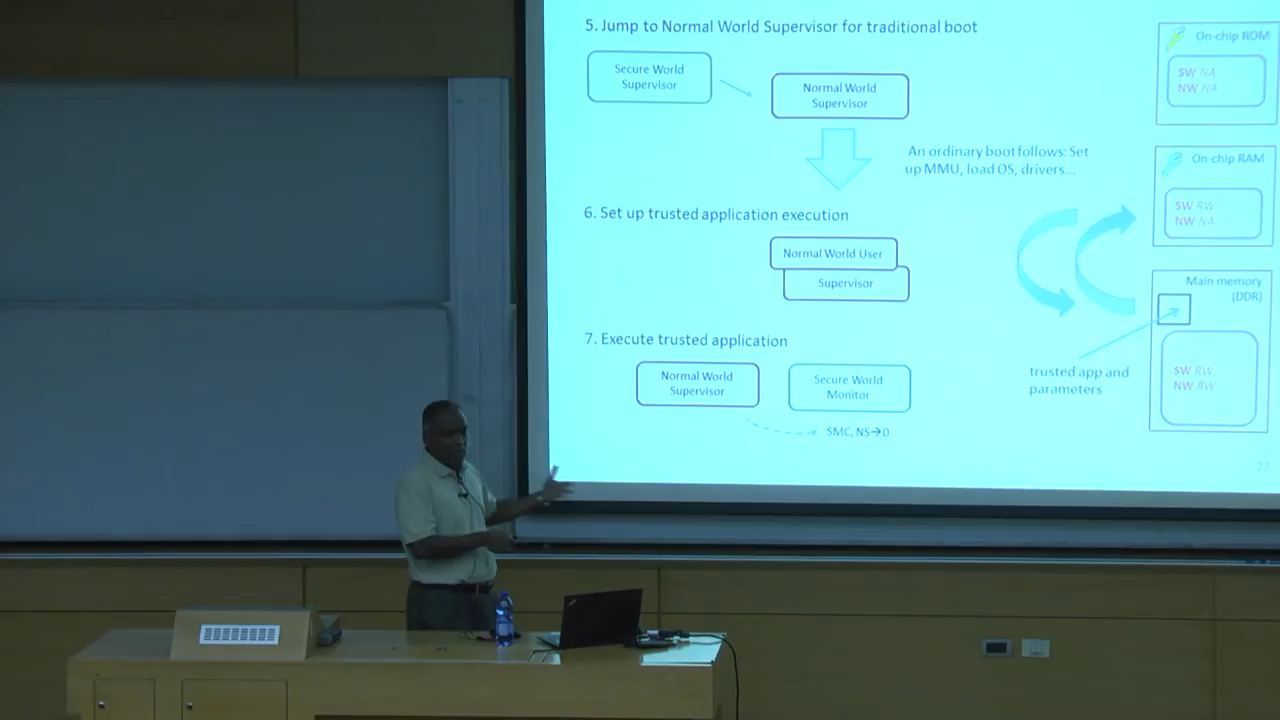 5. Jump to Normal World Supervisor for traditional boot
Secure World
Supervisor
Normal World
Supervisor
An ordinary boot follows: Set
up MMU, load OS, drivers...
6. Set up trusted application execution
Normal World User
Supervisor
7. Execute trusted application
Normal World
Supervisor
Secure World
Monitor
SMC, NS→0
On-chip ROM
SW NA
NW NA
On-chip RAM
SW RW
NW NA
Main memory
(DDR)
SW RW
NW RW
trusted app and
parameters